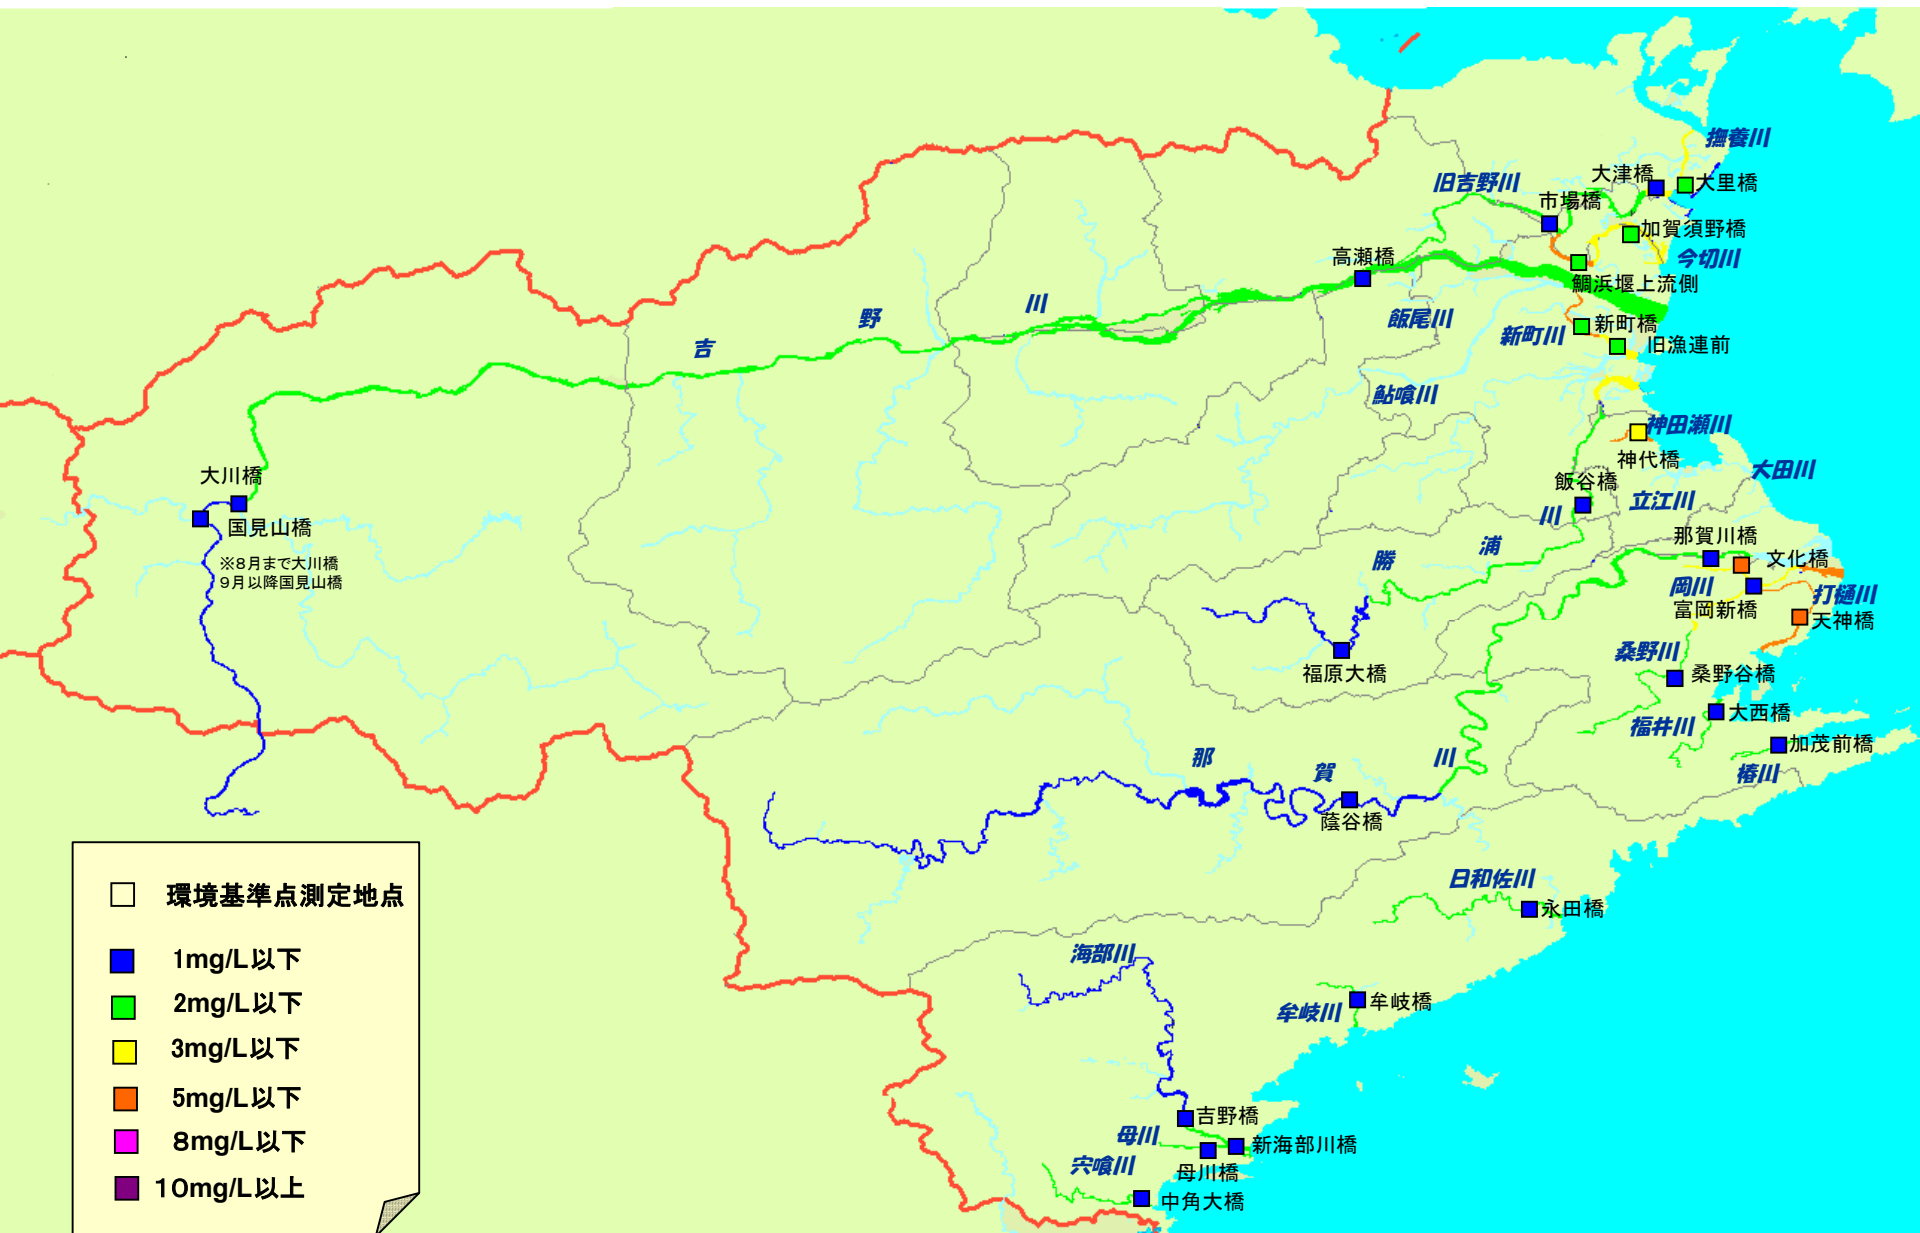 撫養川
大津橋
大里橋
旧吉野川
市場橋
加賀須野橋
今切川
高瀬橋
鯛浜堰上流側
川
野
吉
飯尾川
新町橋
新町川
旧漁連前
鮎喰川
神田瀬川
神代橋
大川橋
国見山橋
※8月まで大川橋
9月以降国見山橋
飯谷橋
大田川
立江川
川
浦
勝
那賀川橋
文化橋
岡川
富岡新橋
打樋川
天神橋
福原大橋
桑野川
桑野谷橋
福井川
大西橋
加茂前橋
椿川
那
賀
川
蔭谷橋
日和佐川
永田橋
海部川
牟岐川
牟岐橋
吉野橋
母川
新海部川橋
母川橋
宍喰川
中角大橋
環境基準点測定地点
1mg/L以下
2mg/L以下
3mg/L以下
5mg/L以下
8mg/L以下
10mg/L以上